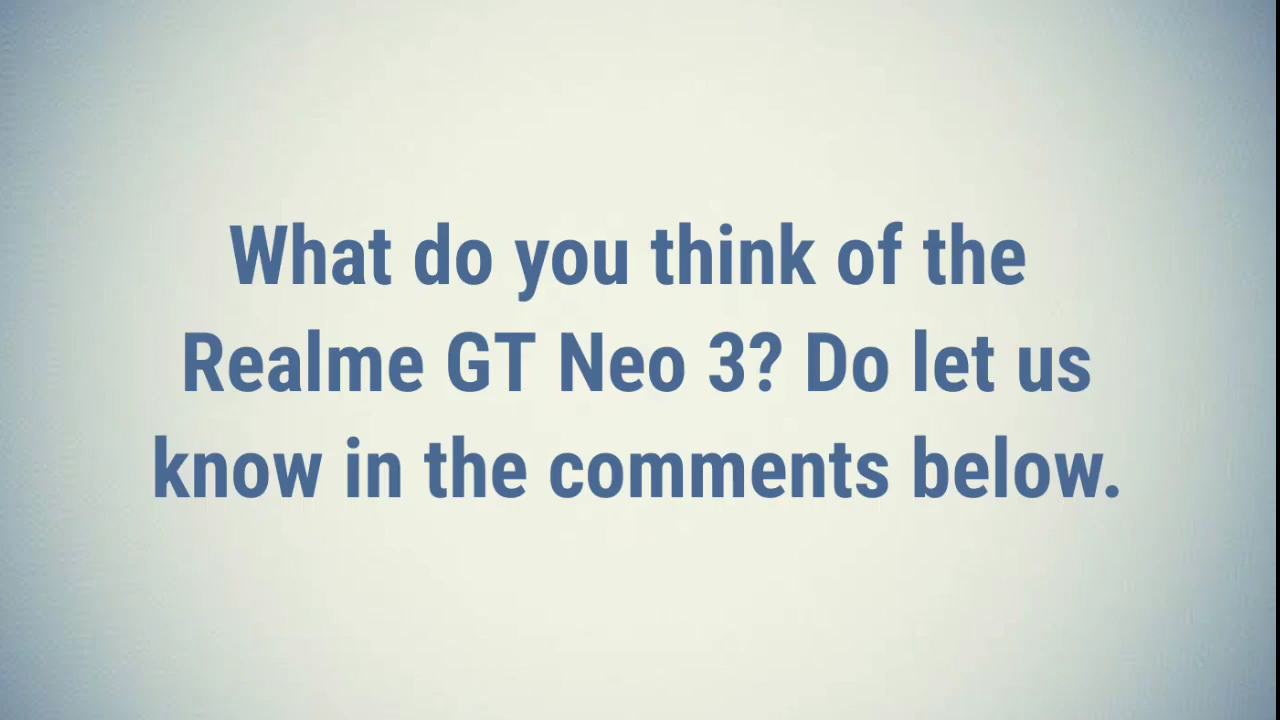 What do you think of the
Realme GT Neo 3? Do let us
know in the comments below.